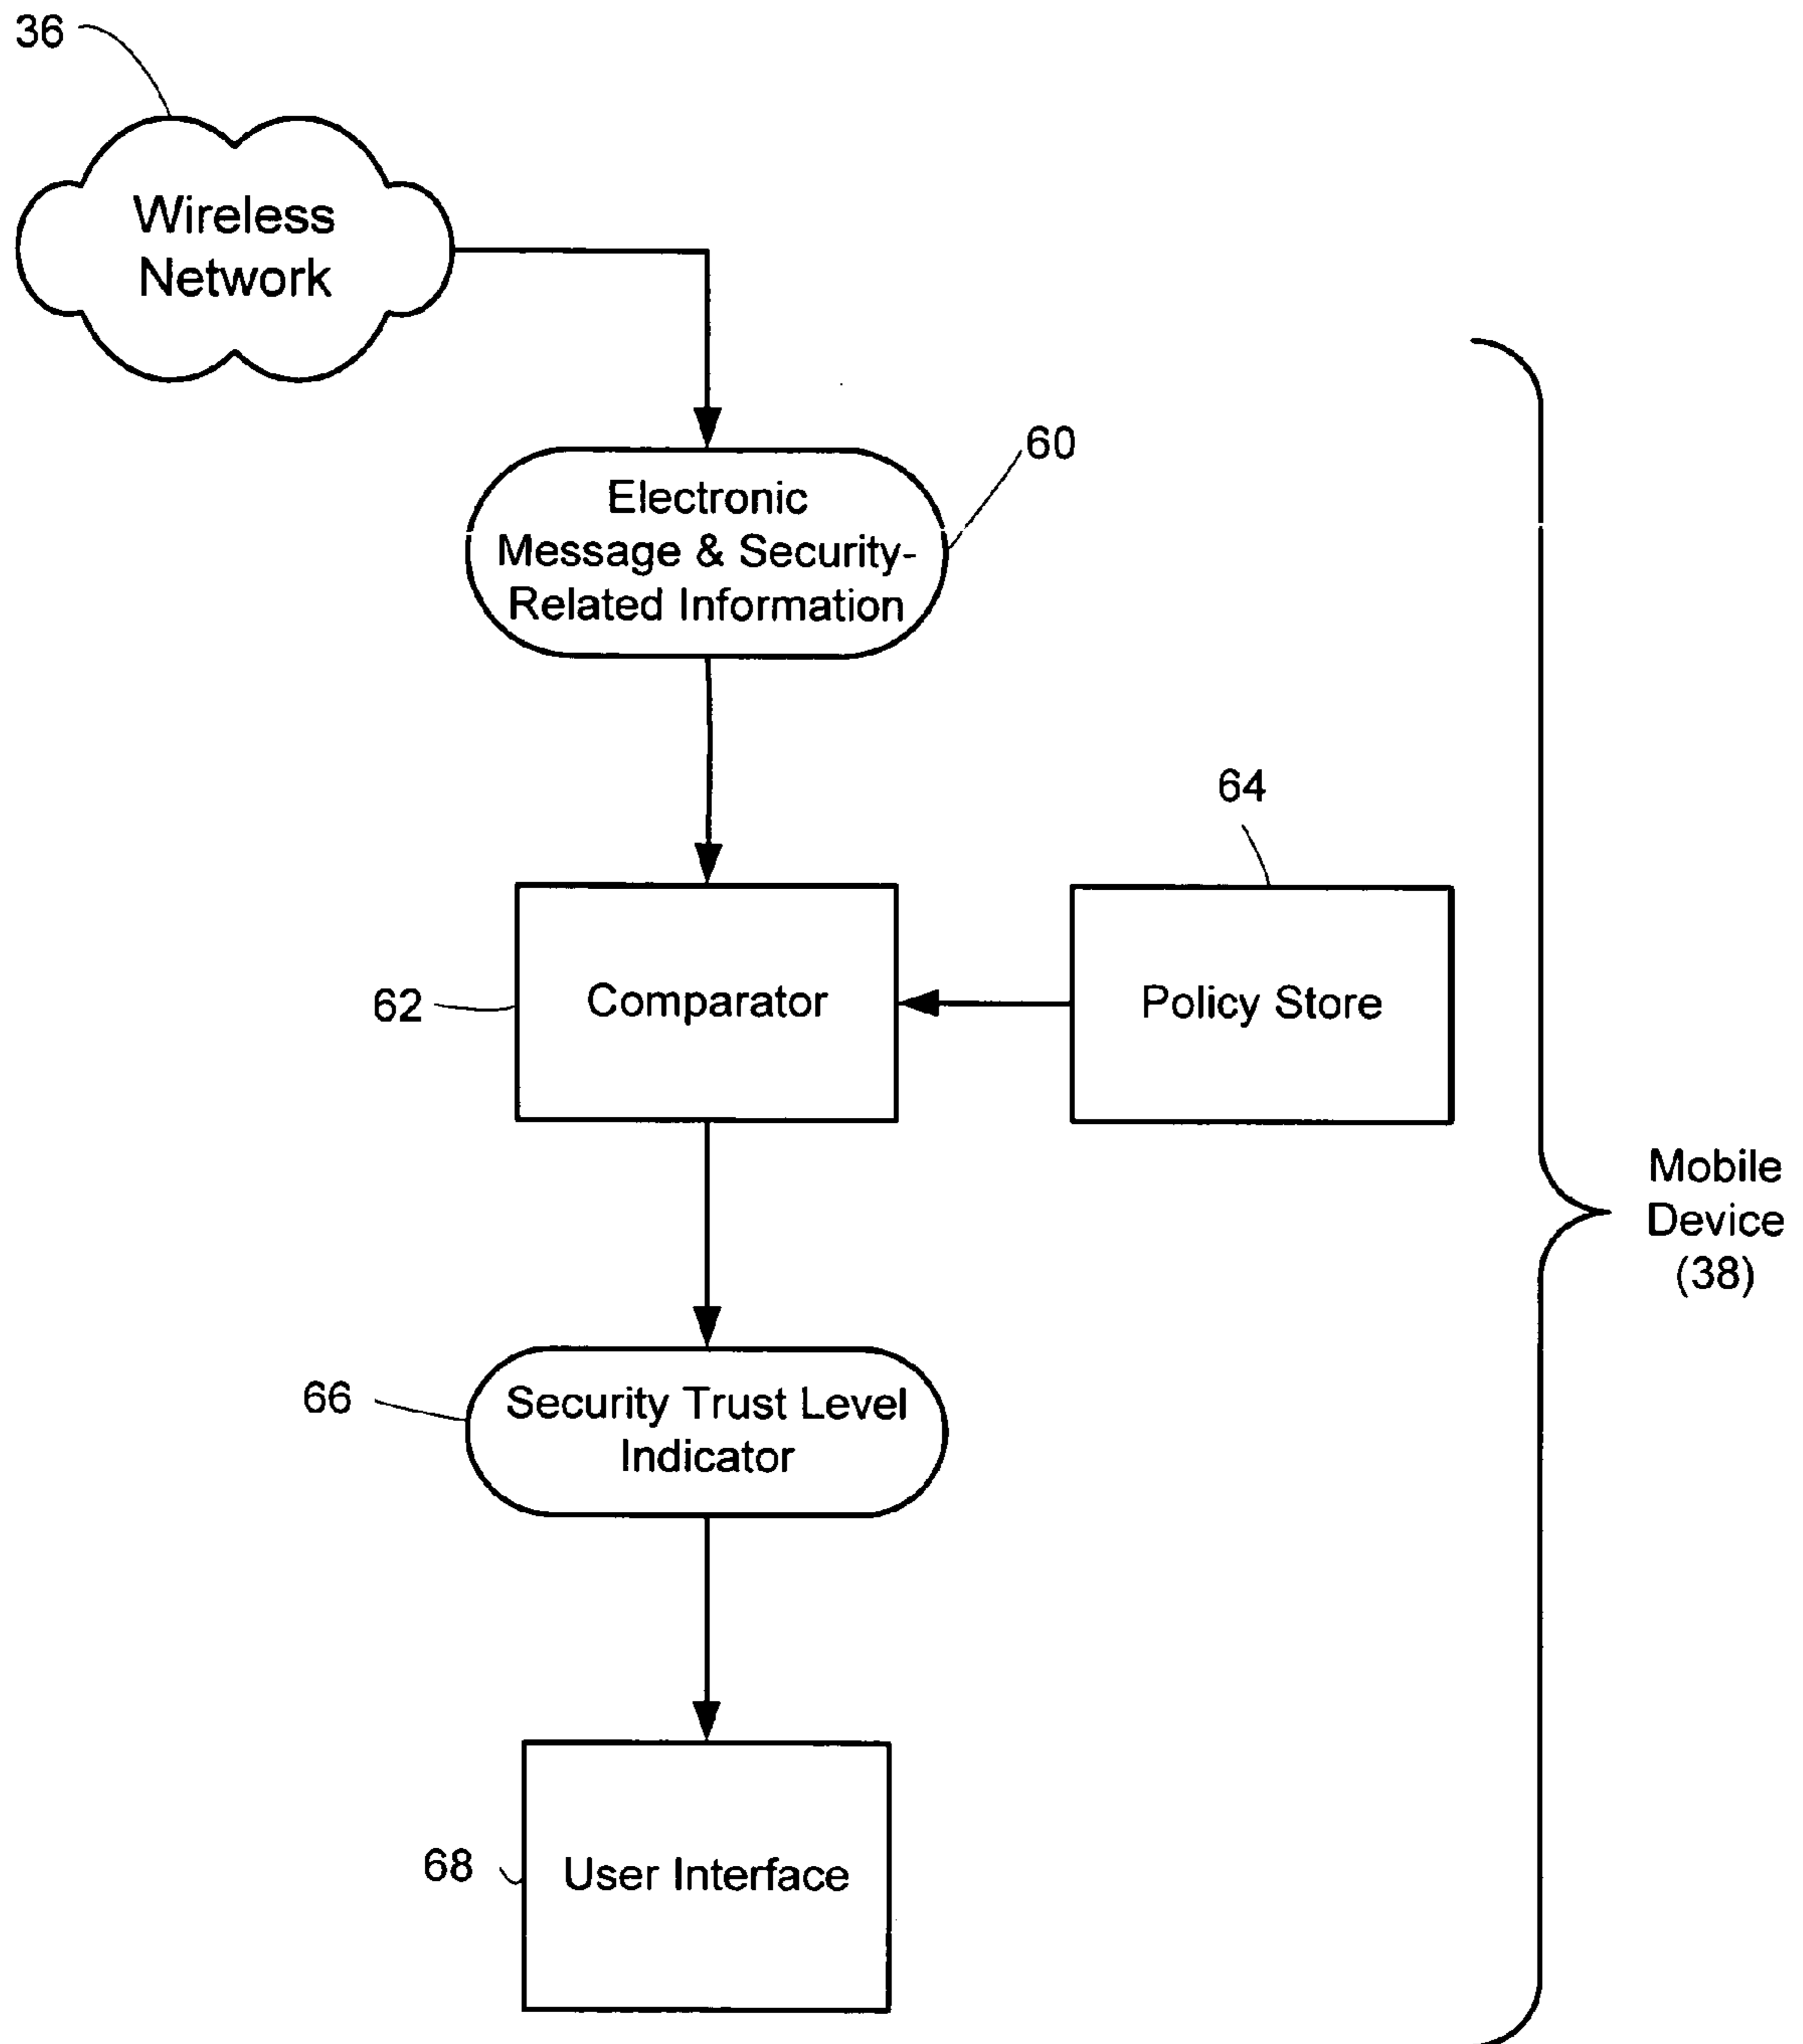 36
Wireless
Network
60
Electronic
Message & Security-
Related Information
64
62
Comparator
Policy Store
Mobile
Device
(38)
66
Security Trust Level
Indicator
68
User Interface